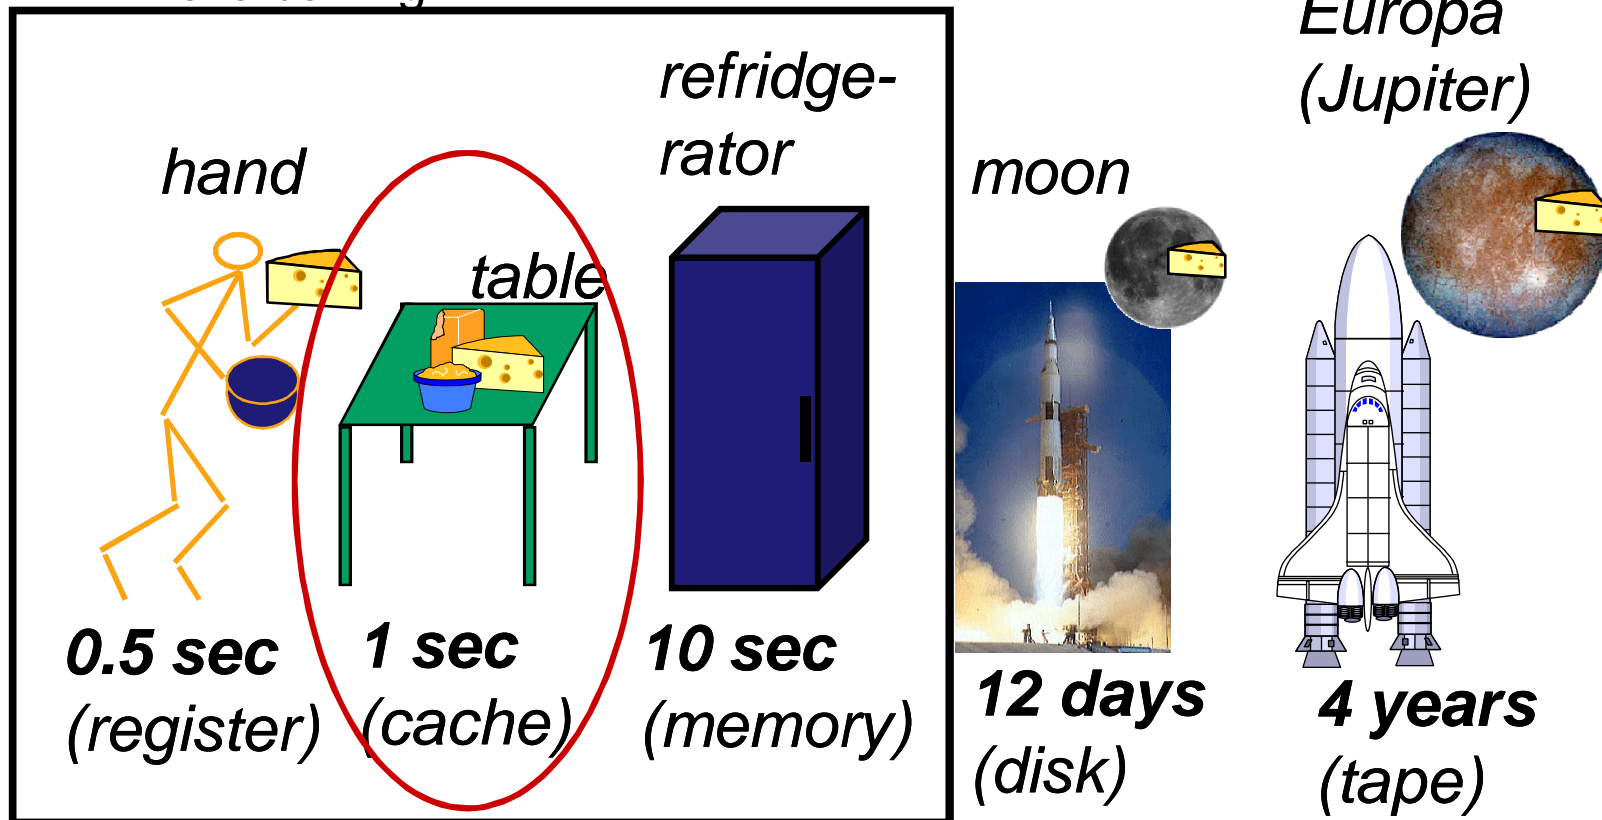 Europa
(Jupiter)
refridge-
rator
hand
moon
table
0.5 sec
(register)
1 sec
(cache)
10 sec
(memory)
12 days
(disk)
4 years
(tape)